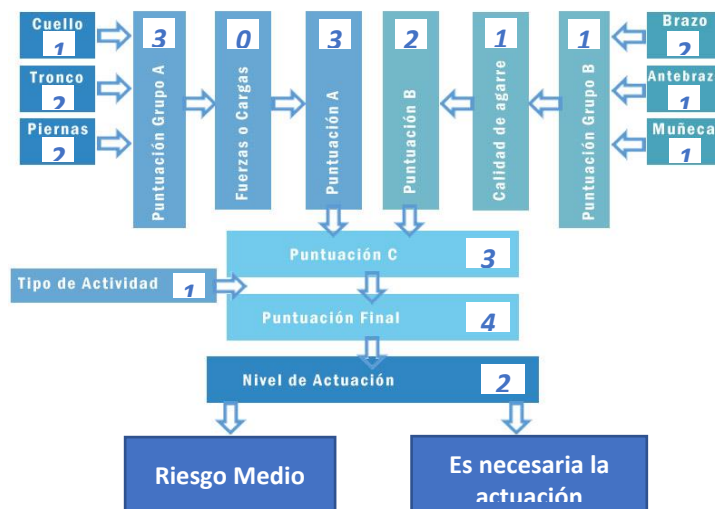 Cuello
1
Tronco
2
Piernas
2
3
Puntuación Grupo A
0
Fuerzas o Cargas
3
Puntuación A
2
Puntuación B
1
Calidad de agarre
1
Puntuación Grupo B
Brazo
2
Antebraz
1
Muñeca
1
Puntuación C
3
Tipo de Actividad
1
Puntuación Final
4
Nivel de Actuación
2
Riesgo Medio
Es necesaria la
actuación